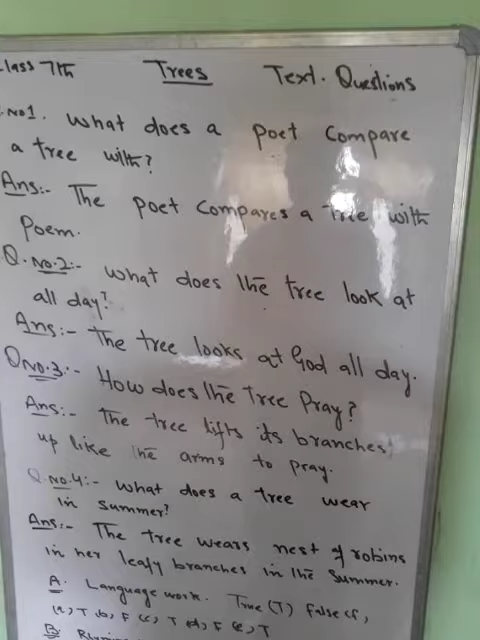 Class 7th Trees Text. Questions
Q.No1. What does a poet compare
a tree with?
Ans:- The poet compares a Tree with
Poem.
Q.No.2:- What does the tree look at
all day?
Ans:- The tree looks at God all day.
QNo.3:- How does the Tree Pray?
Ans:- The tree lifts its branches
up like the arms to pray.
Q.No.4:- What does a tree wear
in summer?
Ans:- The tree wears nest of robins
in her leafy branches in the Summer.
A. Language work. True (T) false (f,
(a, T (b, F (c, T (d, F (e, T
B.